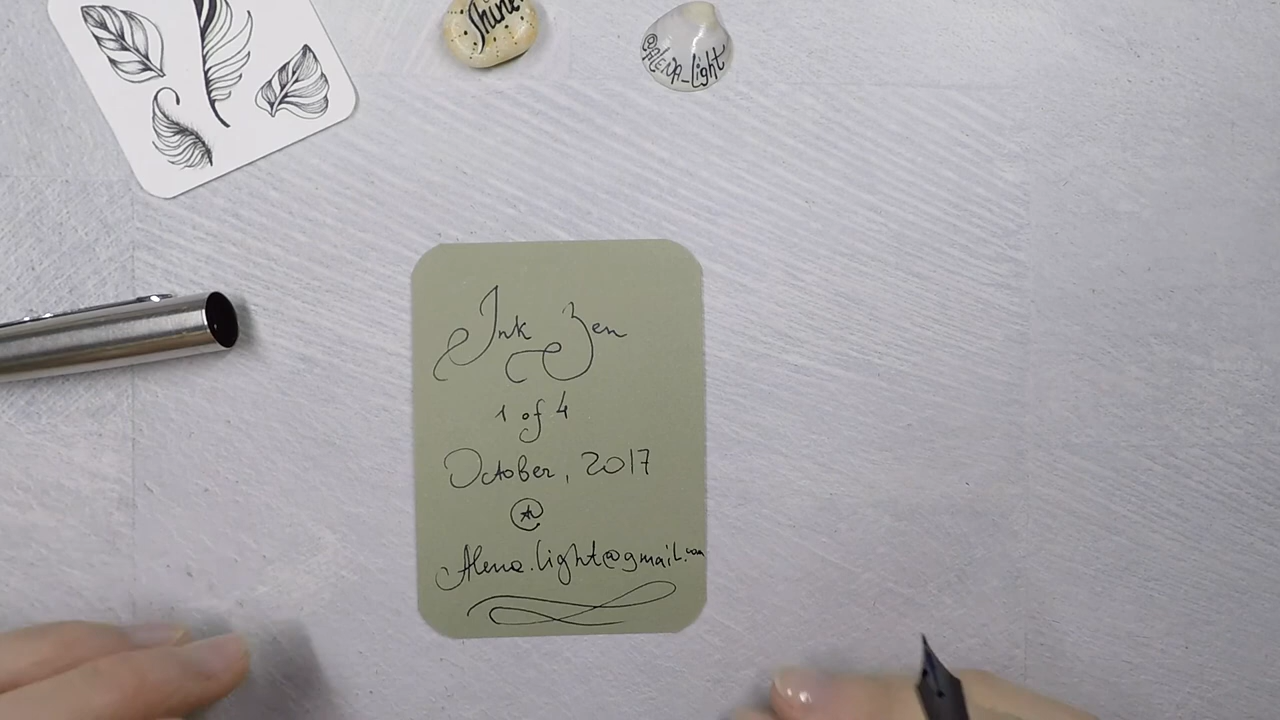 Shine
@ALENA_Light
Ink Zen
1 of 4
October, 2017
Alena.light@gmail.com